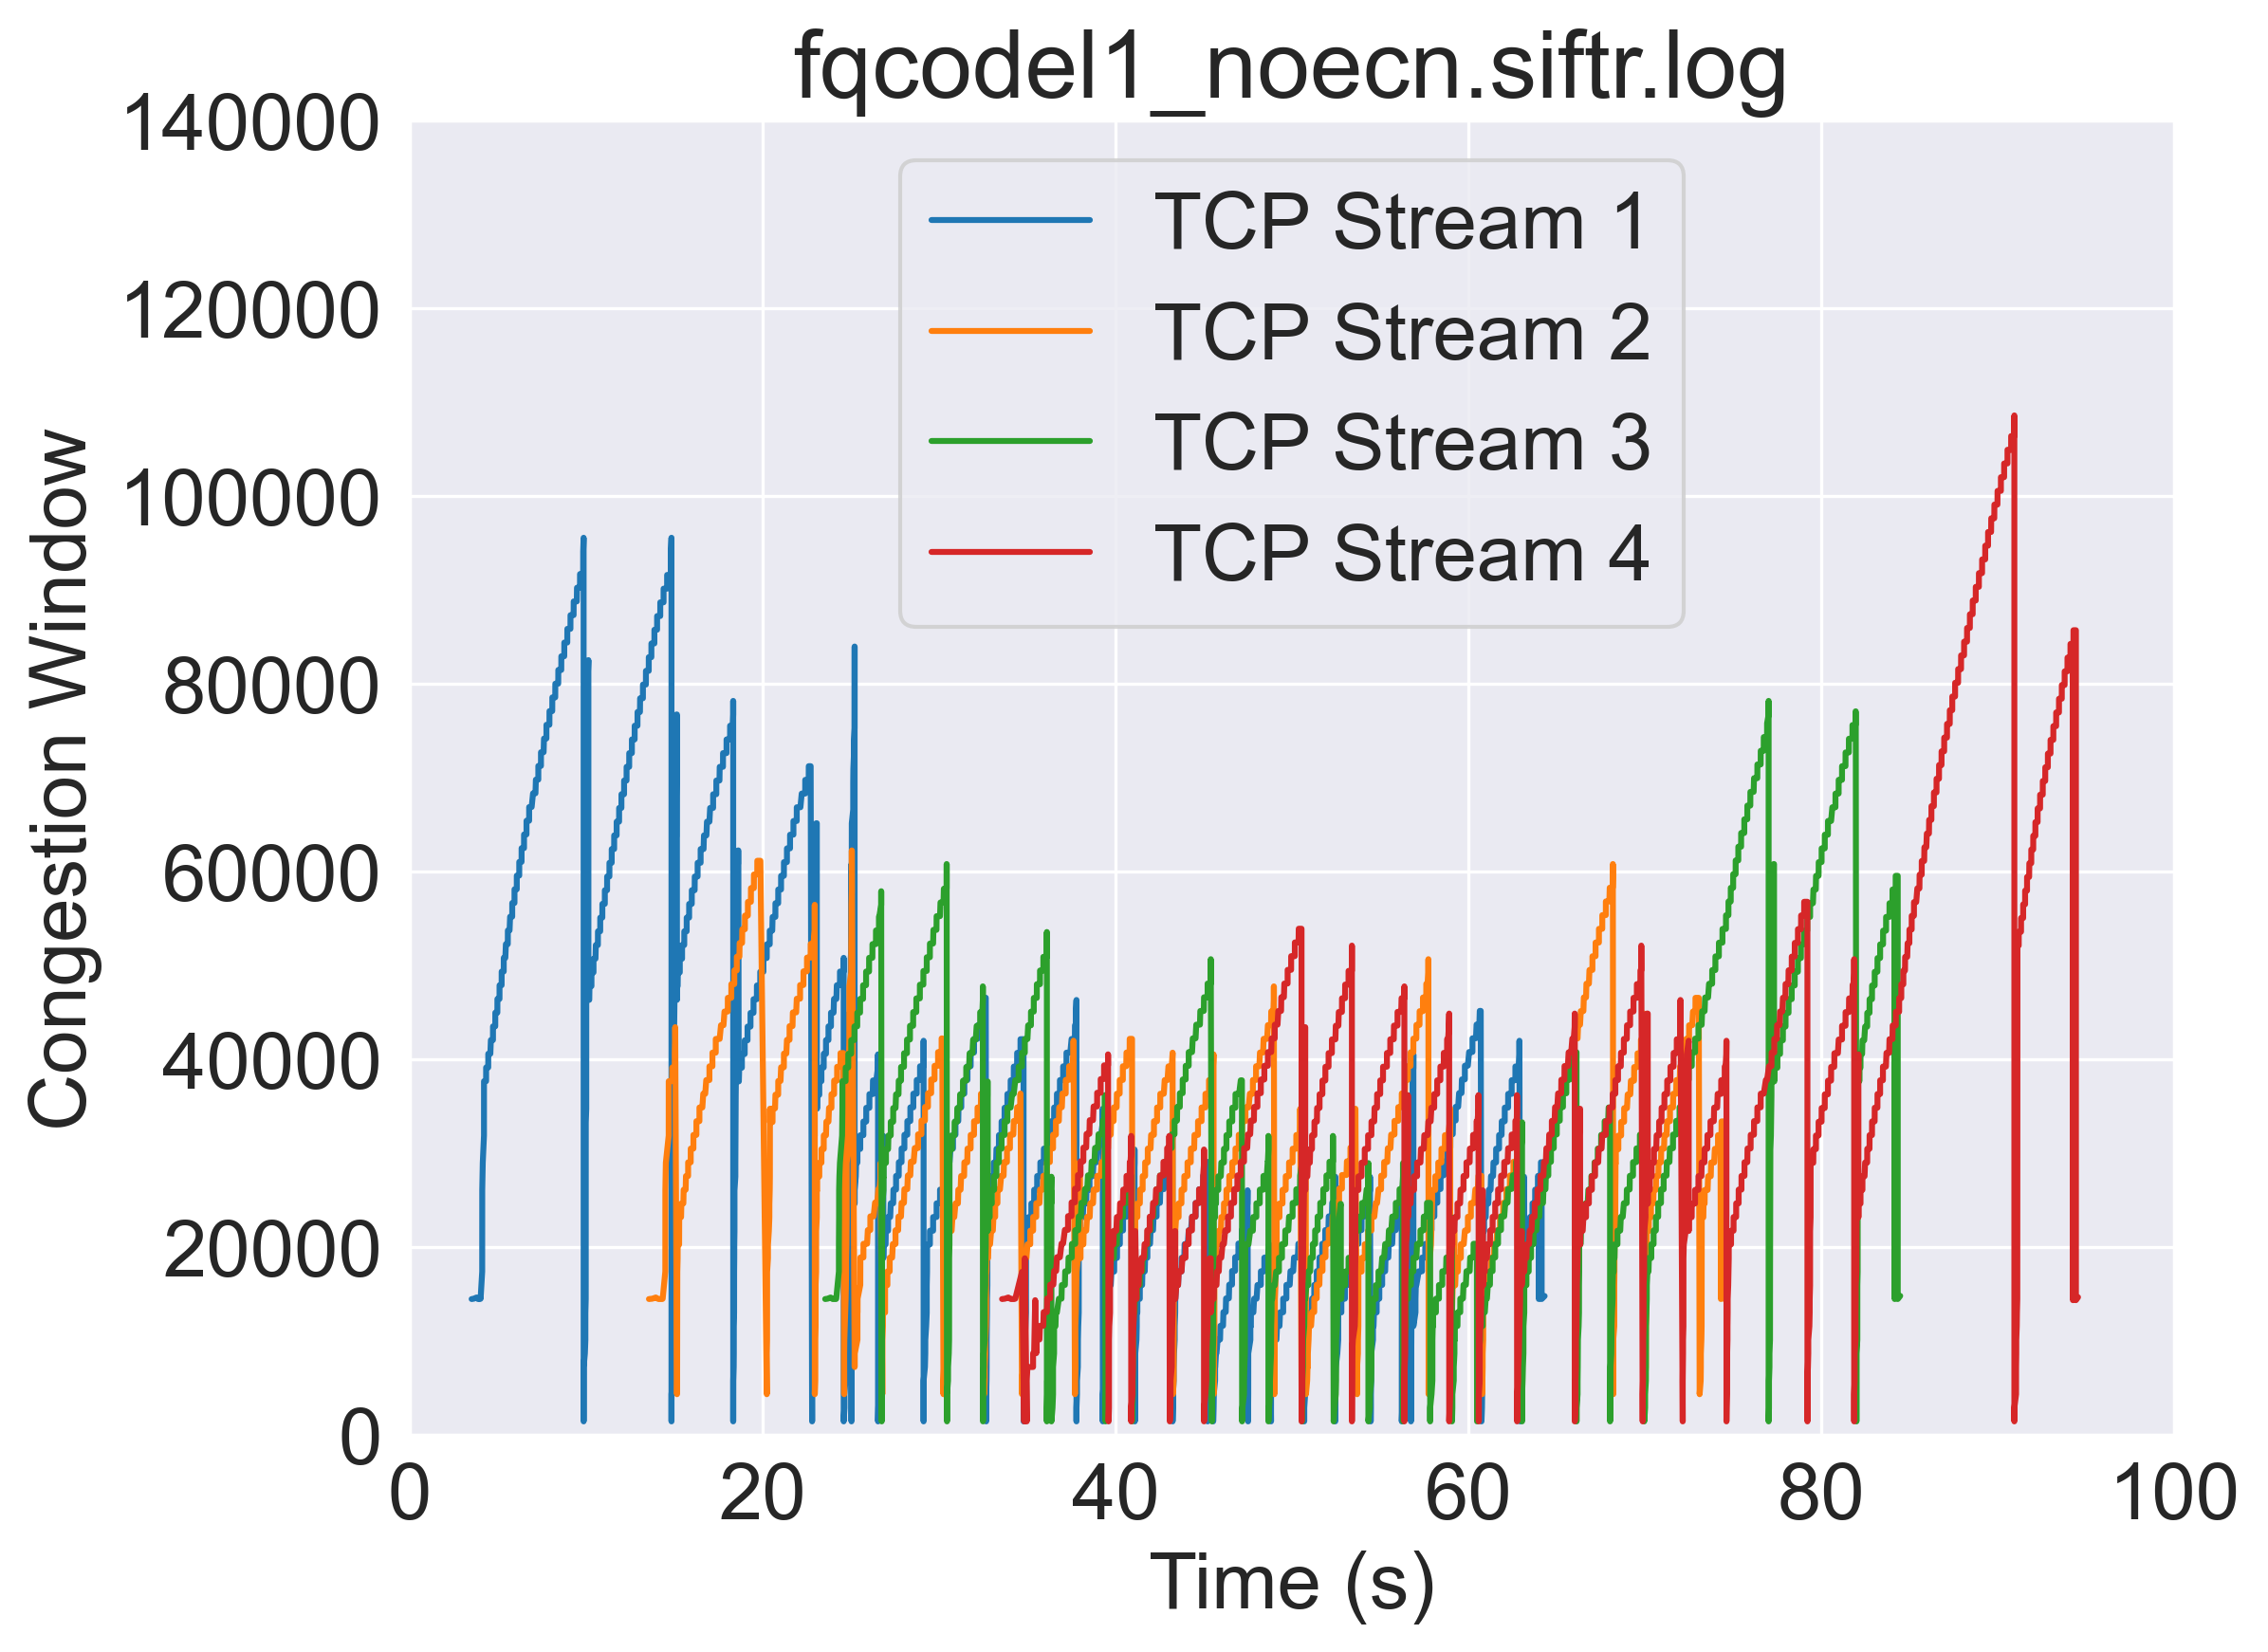 fqcodel1_noecn.siftr.log
140000
120000
100000
80000
60000
40000
20000
0
Congestion Window
TCP Stream 1
TCP Stream 2
TCP Stream 3
TCP Stream 4
0 20 40 60 80 100
Time (s)